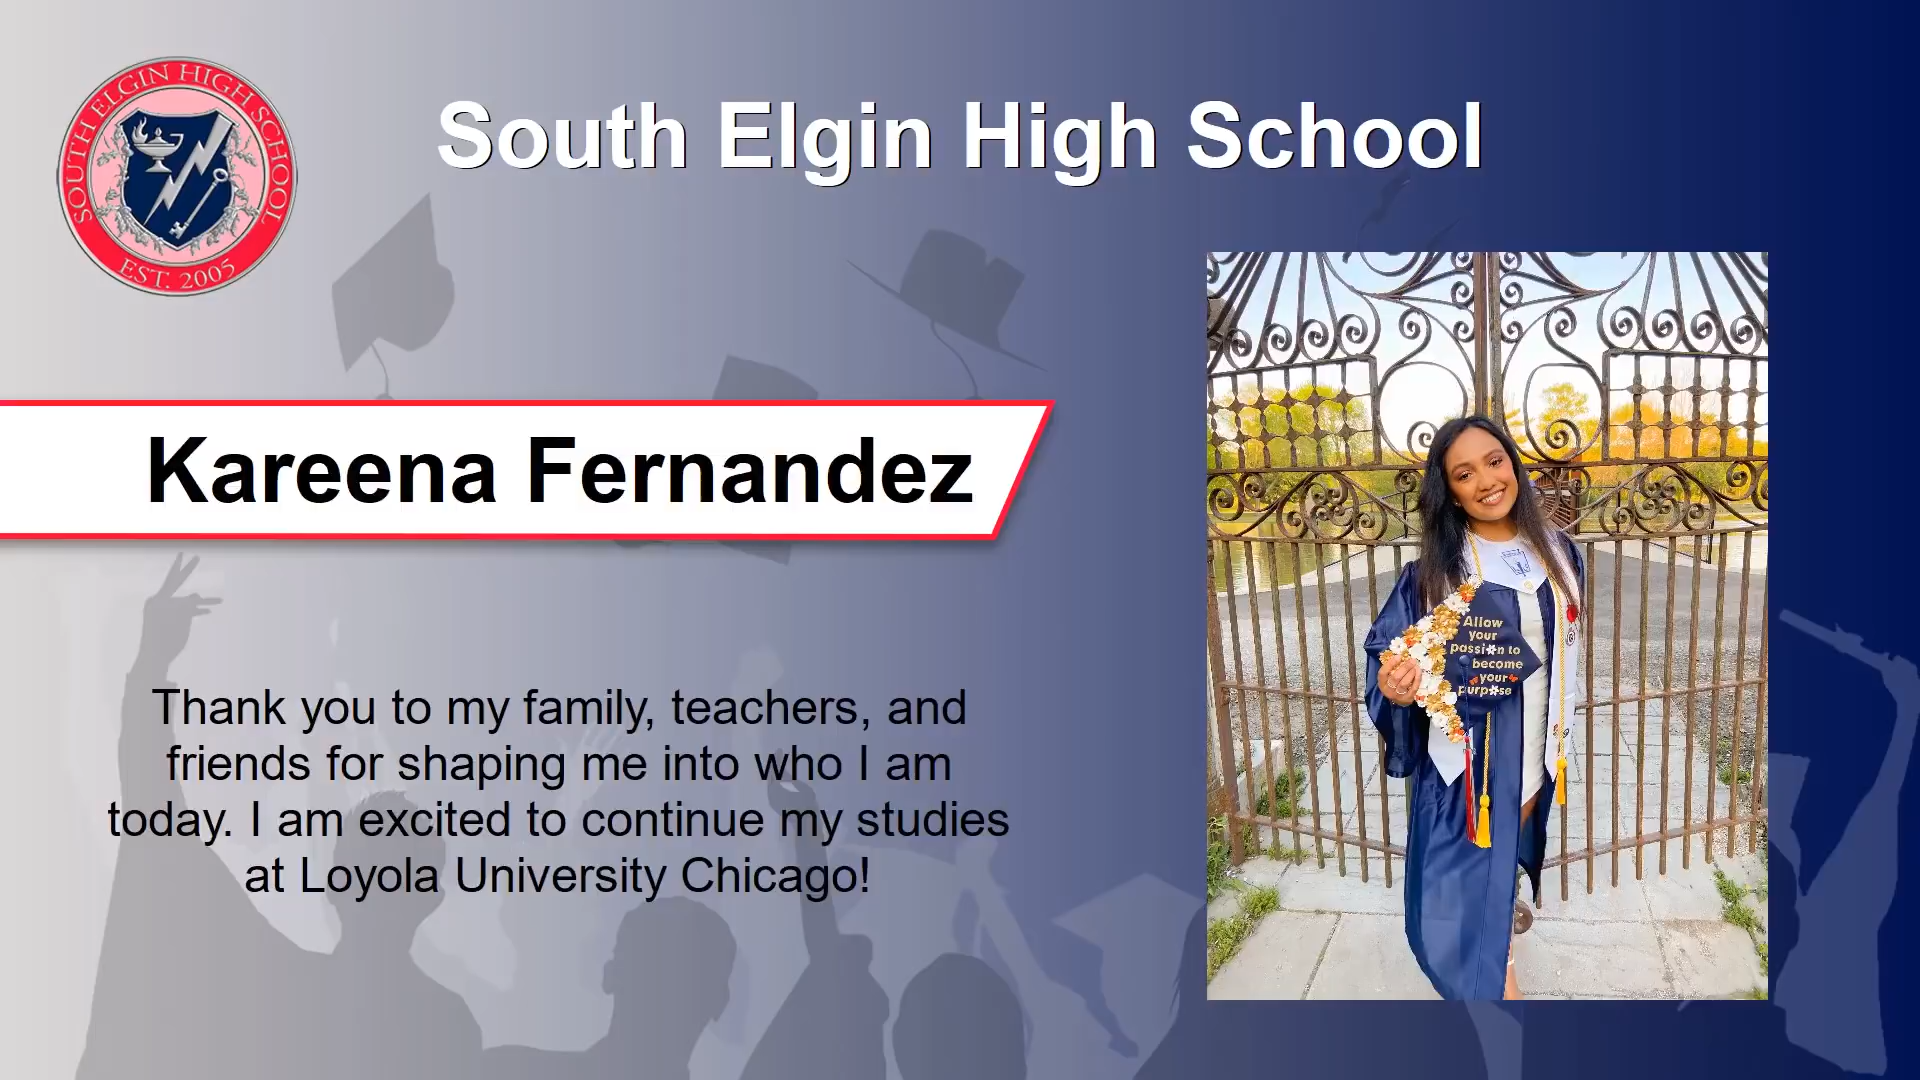 SOUTH ELGIN HIGH SCHOOL
EST. 2005
South Elgin High School
Kareena Fernandez
Thank you to my family, teachers, and
friends for shaping me into who I am
today. I am excited to continue my studies
at Loyola University Chicago!
Allow
your
passion to
become
your
purpose